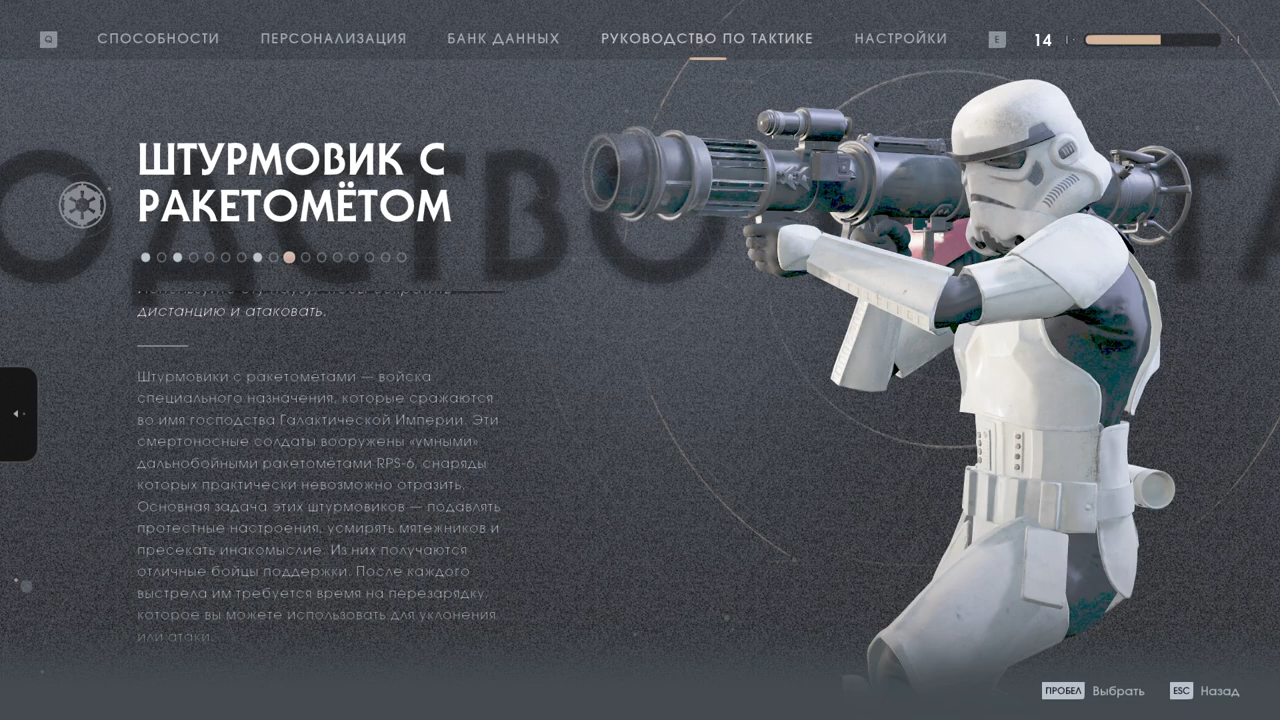 Q СПОСОБНОСТИ ПЕРСОНАЛИЗАЦИЯ БАНК ДАННЫХ РУКОВОДСТВО ПО ТАКТИКЕ НАСТРОЙКИ E 14
ШТУРМОВИК С
РАКЕТОМЁТОМ
дистанцию и атаковать.
Штурмовики с ракетомётами — войска
специального назначения, которые сражаются
во имя господства Галактической Империи. Эти
смертоносные солдаты вооружены «умными»
дальнобойными ракетомётами RPS-6, снаряды
которых практически невозможно отразить.
Основная задача этих штурмовиков — подавлять
протестные настроения, усмирять мятежников и
пресекать инакомыслие. Из них получаются
отличные бойцы поддержки. После каждого
выстрела им требуется время на перезарядку,
которое вы можете использовать для уклонения
или атаки.
ПРОБЕЛ Выбрать ESC Назад